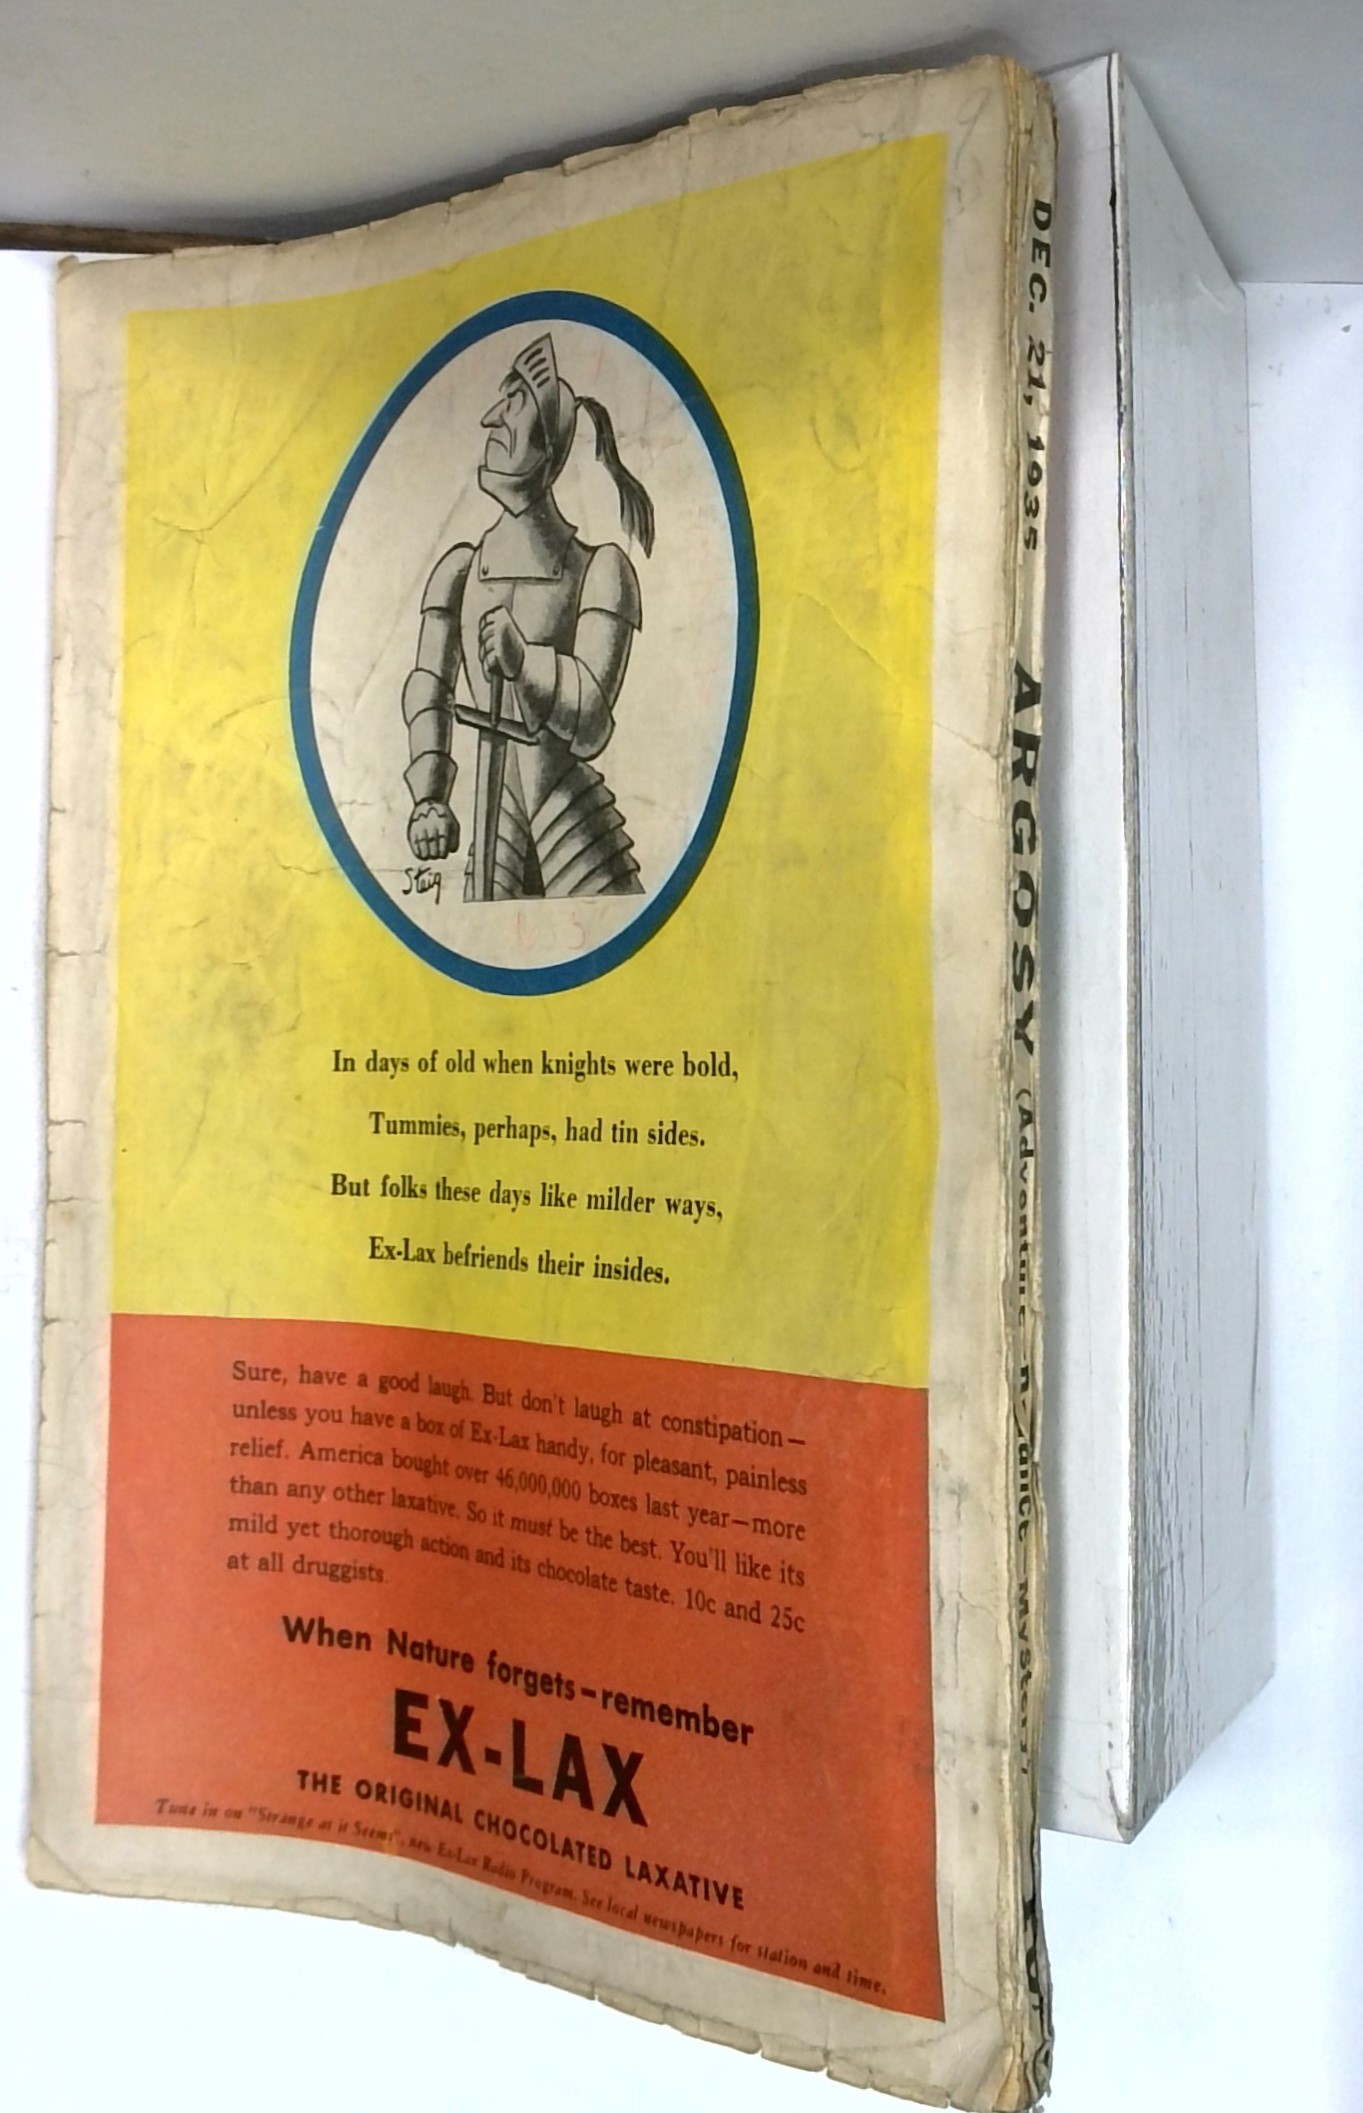 Steig
In days of old when knights were bold,
Tummies, perhaps, had tin sides.
But folks these days like milder ways,
Ex-Lax befriends their insides.
Sure, have a good laugh. But don't laugh at constipation—
unless you have a box of Ex-Lax handy, for pleasant, painless
relief. America bought over 46,000,000 boxes last year—more
than any other laxative. So it must be the best. You'll like its
mild yet thorough action and its chocolate taste. 10c and 25c
at all druggists.
When Nature forgets—remember
EX-LAX
THE ORIGINAL CHOCOLATED LAXATIVE
Tune in on "Strange as it Seems", new Ex-Lax Radio Program. See local newspapers for station and time.
DEC. 21, 1935 ARGOSY (Adventure